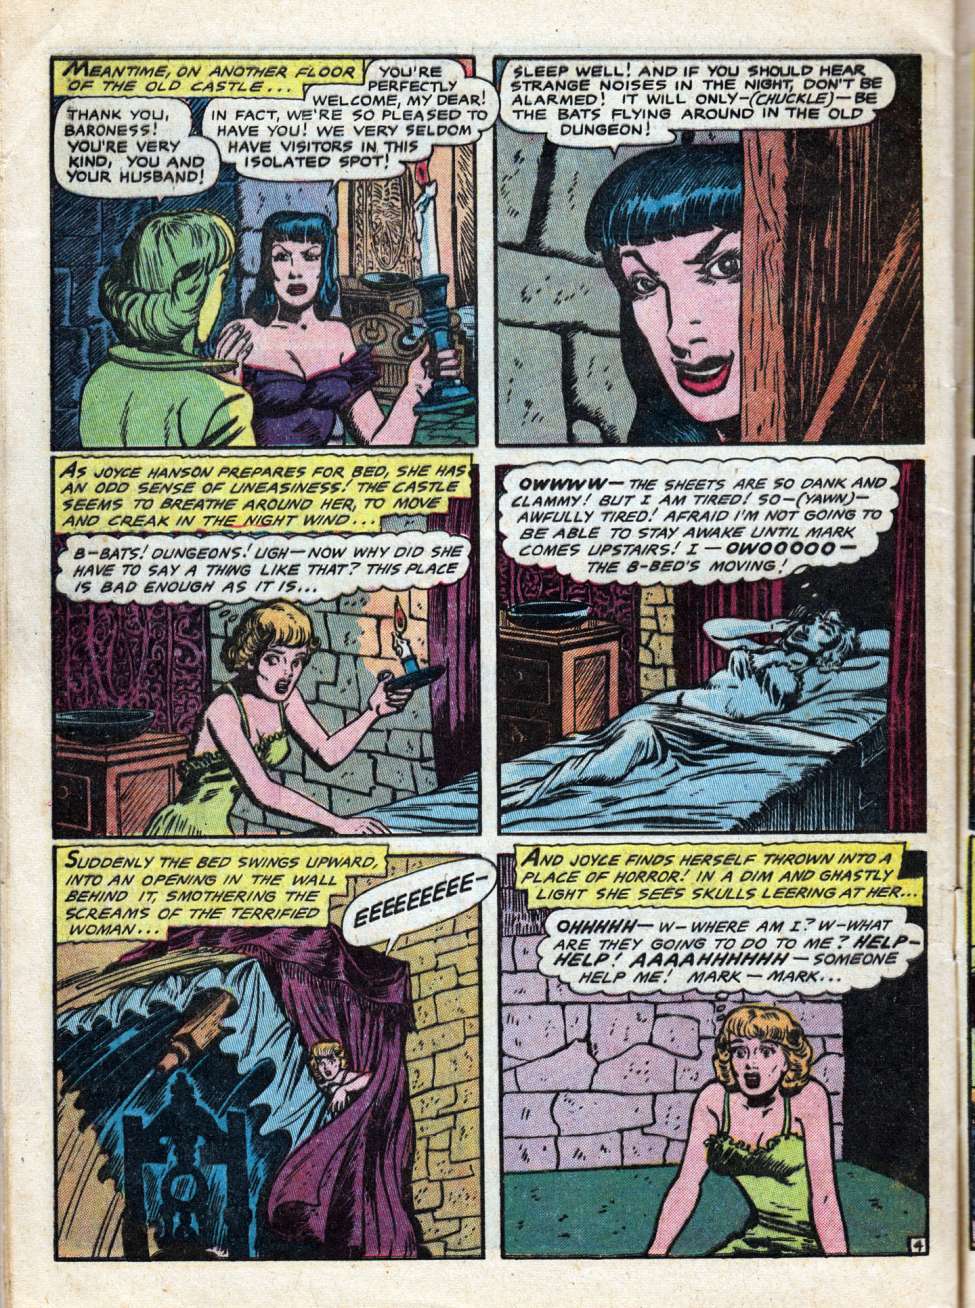 MEANTIME, ON ANOTHER FLOOR
OF THE OLD CASTLE...
THANK YOU,
BARONESS!
YOU'RE VERY
KIND, YOU AND
YOUR HUSBAND!
YOU'RE
PERFECTLY
WELCOME, MY DEAR!
IN FACT, WE'RE SO PLEASED TO
HAVE YOU! WE VERY SELDOM
HAVE VISITORS IN THIS
ISOLATED SPOT!
SLEEP WELL! AND IF YOU SHOULD HEAR
STRANGE NOISES IN THE NIGHT, DON'T BE
ALARMED! IT WILL ONLY-(CHUCKLE)-BE
THE BATS FLYING AROUND IN THE OLD
DUNGEON!
AS JOYCE HANSON PREPARES FOR BED, SHE HAS
AN ODD SENSE OF UNEASINESS! THE CASTLE
SEEMS TO BREATHE AROUND HER, TO MOVE
AND CREAK IN THE NIGHT WIND...
B-BATS! DUNGEONS! UGH-NOW WHY DID SHE
HAVE TO SAY A THING LIKE THAT? THIS PLACE
IS BAD ENOUGH AS IT IS...
OWWWW-THE SHEETS ARE SO DANK AND
CLAMMY! BUT I AM TIRED! SO-(YAWN)-
AWFULLY TIRED! AFRAID I'M NOT GOING TO
BE ABLE TO STAY AWAKE UNTIL MARK
COMES UPSTAIRS! I-OWOOOOO-
THE B-BED'S MOVING!
SUDDENLY THE BED SWINGS UPWARD,
INTO AN OPENING IN THE WALL
BEHIND IT, SMOTHERING THE
SCREAMS OF THE TERRIFIED
WOMAN...
EEEEEEEEE-
AND JOYCE FINDS HERSELF THROWN INTO A
PLACE OF HORROR! IN A DIM AND GHASTLY
LIGHT SHE SEES SKULLS LEERING AT HER...
OHHHHH-W-WHERE AM I? W-WHAT
ARE THEY GOING TO DO TO ME? HELP-
HELP! AAAAHHHHHH-SOMEONE
HELP ME! MARK-MARK...
4